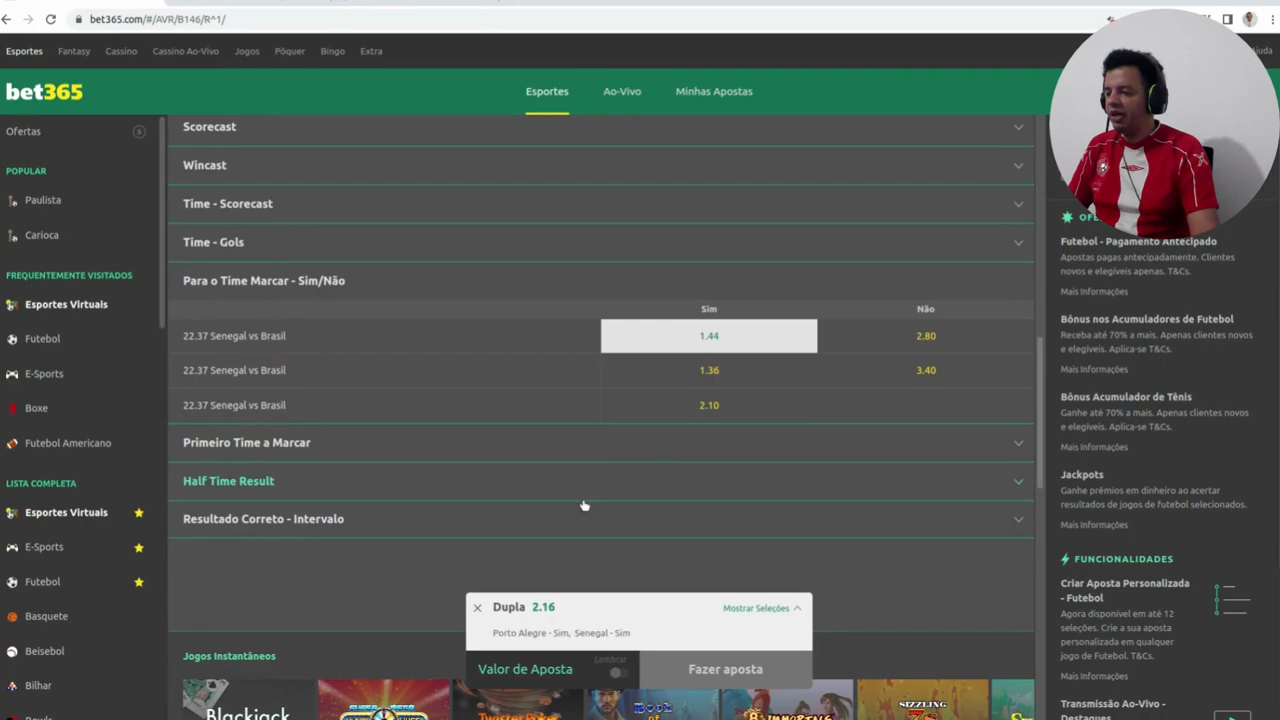 bet365.com/#/AVR/B146/R^1/
Esportes Fantasy Cassino Cassino Ao-Vivo Jogos Pôquer Bingo Extra
bet365
Esportes Ao-Vivo Minhas Apostas
Ofertas
POPULAR
Paulista
Carioca
FREQUENTEMENTE VISITADOS
Esportes Virtuais
Futebol
E-Sports
Boxe
Futebol Americano
LISTA COMPLETA
Esportes Virtuais
E-Sports
Futebol
Basquete
Beisebol
Bilhar
Scorecast
Wincast
Time - Scorecast
Time - Gols
Para o Time Marcar - Sim/Não
Sim Não
22.37 Senegal vs Brasil 1.44 2.80
22.37 Senegal vs Brasil 1.36 3.40
22.37 Senegal vs Brasil 2.10
Primeiro Time a Marcar
Half Time Result
Resultado Correto - Intervalo
Dupla 2.16 Mostrar Seleções
Porto Alegre - Sim, Senegal - Sim
Valor de Aposta Lembrar Fazer aposta
Jogos Instantâneos
Blackjack
SIZZLING
Futebol - Pagamento Antecipado
Apostas pagas antecipadamente. Clientes
novos e elegíveis apenas. T&Cs.
Mais Informações
Bônus nos Acumuladores de Futebol
Receba até 70% a mais. Apenas clientes novos
e elegíveis. Aplica-se T&Cs.
Mais Informações
Bônus Acumulador de Tênis
Ganhe até 70% a mais. Apenas clientes novos
e elegíveis. Aplica-se T&Cs.
Mais Informações
Jackpots
Ganhe prêmios em dinheiro ao acertar
resultados de jogos de futebol selecionados.
Mais Informações
FUNCIONALIDADES
Criar Aposta Personalizada
- Futebol
Agora disponível em até 12
seleções. Crie a sua aposta
personalizada em qualquer
jogo de Futebol. T&Cs.
Mais Informações
Transmissão Ao-Vivo -